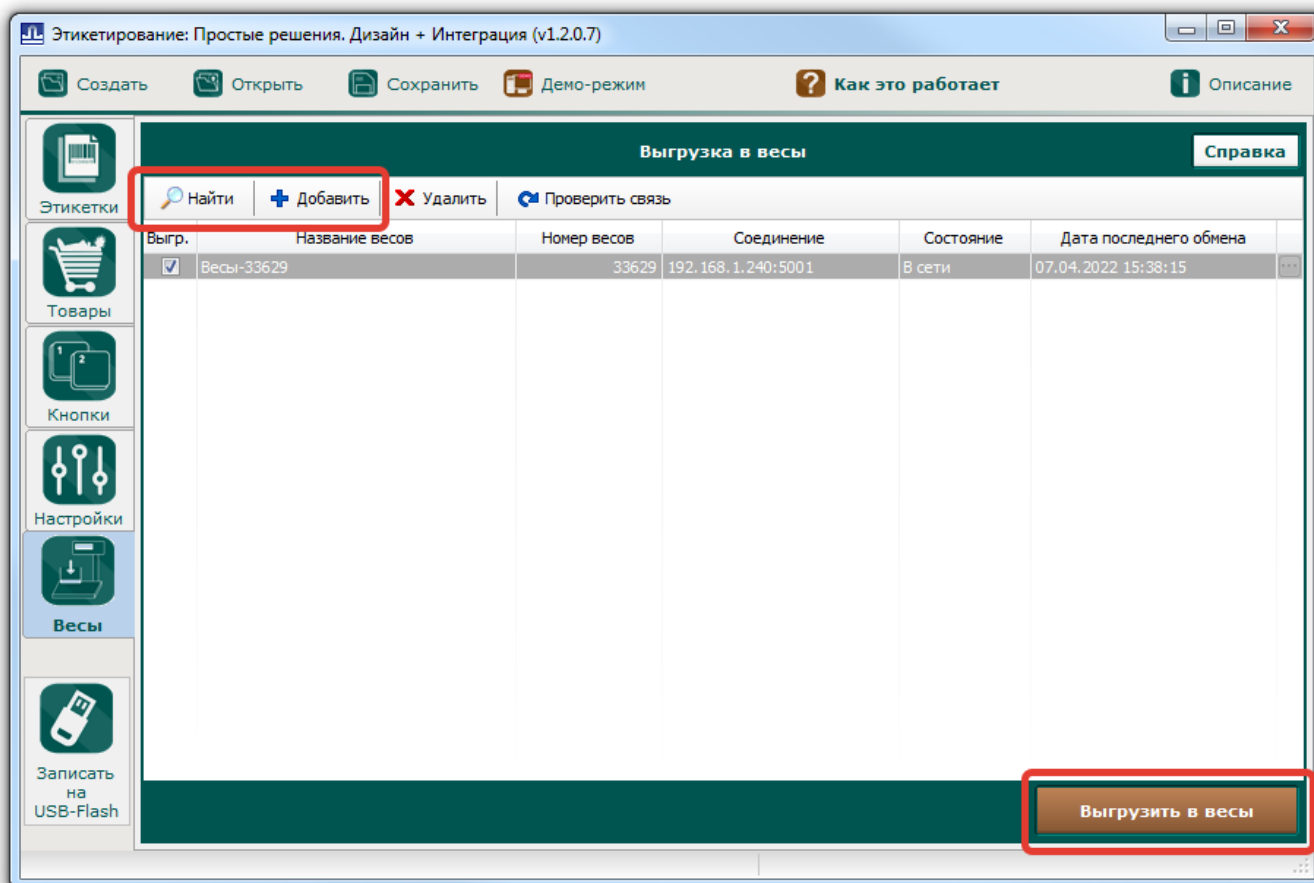 Этикетирование: Простые решения. Дизайн + Интеграция (v1.2.0.7)
Создать Открыть Сохранить Демо-режим ? Как это работает i Описание
Этикетки
Товары
1 2
Кнопки
Настройки
Весы
Записать
на
USB-Flash
Выгрузка в весы Справка
Найти Добавить Удалить Проверить связь
Выгр. Название весов Номер весов Соединение Состояние Дата последнего обмена
Весы-33629 33629 192.168.1.240:5001 В сети 07.04.2022 15:38:15 ...
Выгрузить в весы